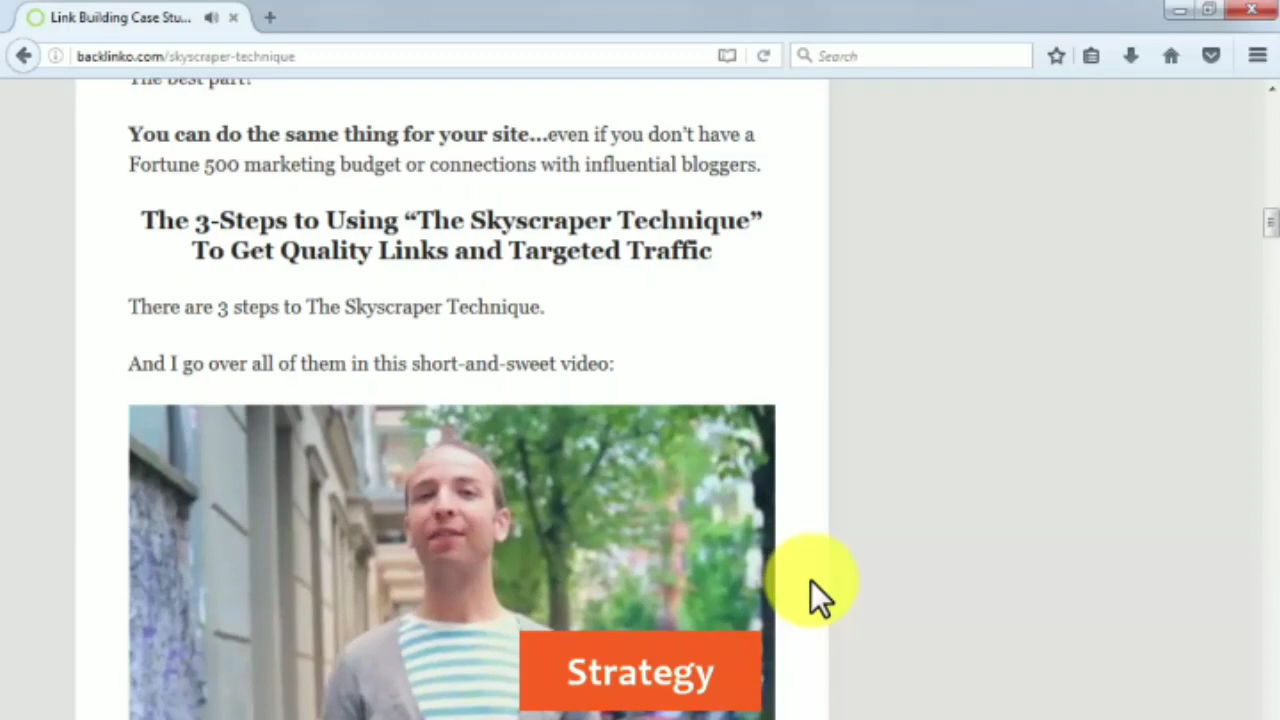 Link Building Case Stu...
backlinko.com/skyscraper-technique
Search
The best part?
You can do the same thing for your site...even if you don't have a
Fortune 500 marketing budget or connections with influential bloggers.
The 3-Steps to Using “The Skyscraper Technique”
To Get Quality Links and Targeted Traffic
There are 3 steps to The Skyscraper Technique.
And I go over all of them in this short-and-sweet video:
Strategy